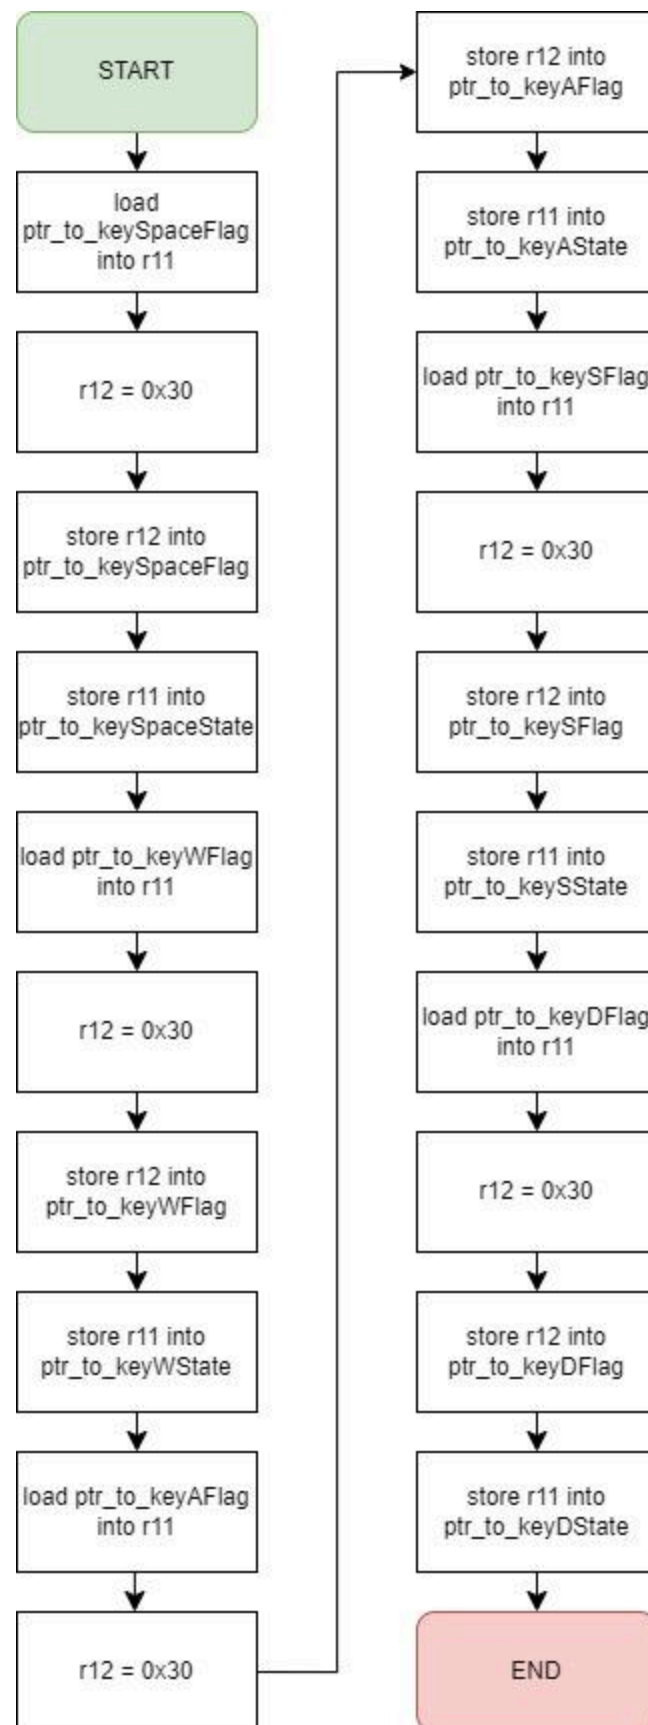 START
load
ptr_to_keySpaceFlag
into r11
r12 = 0x30
store r12 into
ptr_to_keySpaceFlag
store r11 into
ptr_to_keySpaceState
load ptr_to_keyWFlag
into r11
r12 = 0x30
store r12 into
ptr_to_keyWFlag
store r11 into
ptr_to_keyWState
load ptr_to_keyAFlag
into r11
r12 = 0x30
store r12 into
ptr_to_keyAFlag
store r11 into
ptr_to_keyAState
load ptr_to_keySFlag
into r11
r12 = 0x30
store r12 into
ptr_to_keySFlag
store r11 into
ptr_to_keySState
load ptr_to_keyDFlag
into r11
r12 = 0x30
store r12 into
ptr_to_keyDFlag
store r11 into
ptr_to_keyDState
END